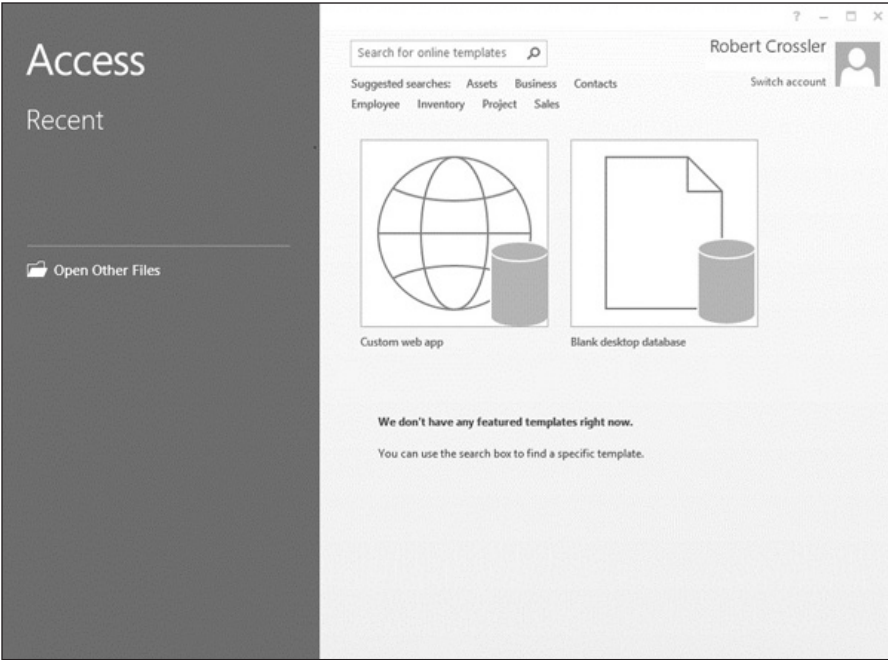 Access
Recent
Open Other Files
?
Robert Crossler
Switch account
Search for online templates
Suggested searches: Assets Business Contacts
Employee Inventory Project Sales
Custom web app
Blank desktop database
We don't have any featured templates right now.
You can use the search box to find a specific template.